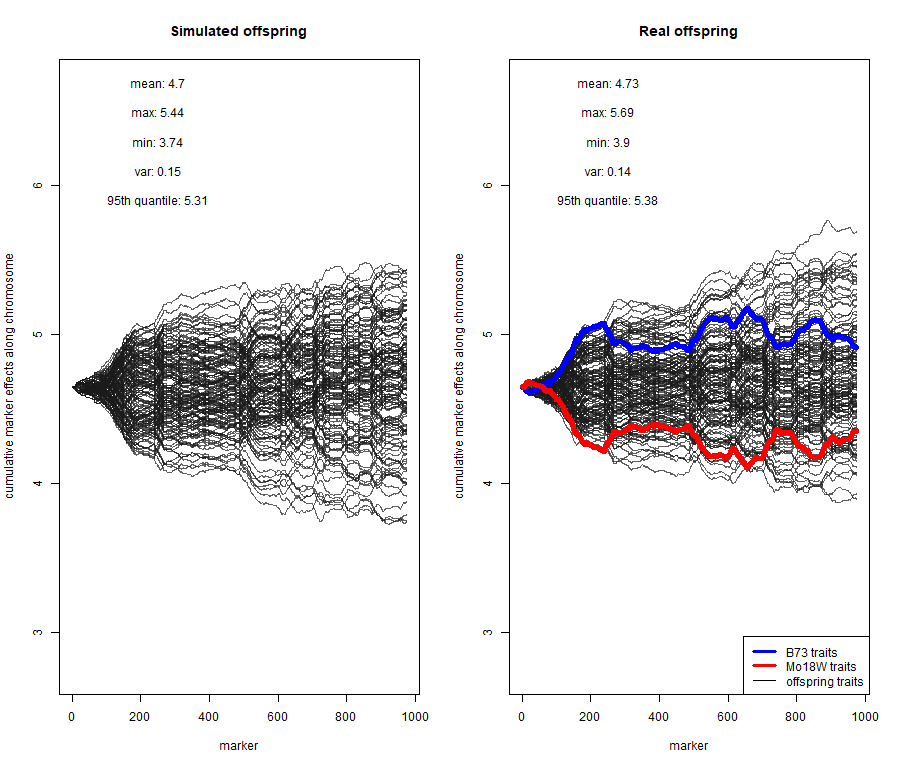 Simulated offspring
mean: 4.7
max: 5.44
min: 3.74
var: 0.15
95th quantile: 5.31
cumulative marker effects along chromosome
6
5
4
3
0 200 400 600 800 1000
marker
Real offspring
mean: 4.73
max: 5.69
min: 3.9
var: 0.14
95th quantile: 5.38
cumulative marker effects along chromosome
6
5
4
3
B73 traits
Mo18W traits
offspring traits
0 200 400 600 800 1000
marker